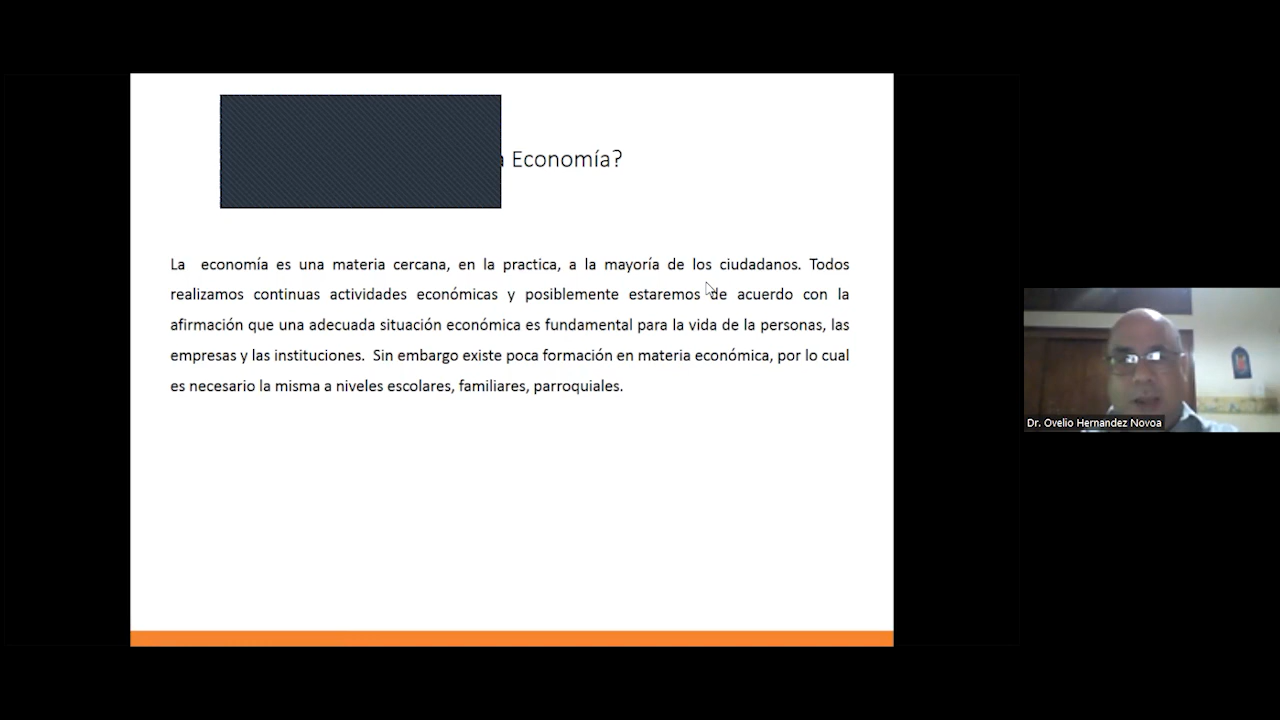 Economía?
La economía es una materia cercana, en la practica, a la mayoría de los ciudadanos. Todos
realizamos continuas actividades económicas y posiblemente estaremos de acuerdo con la
afirmación que una adecuada situación económica es fundamental para la vida de la personas, las
empresas y las instituciones. Sin embargo existe poca formación en materia económica, por lo cual
es necesario la misma a niveles escolares, familiares, parroquiales.
Dr. Ovelio Hernandez Novoa